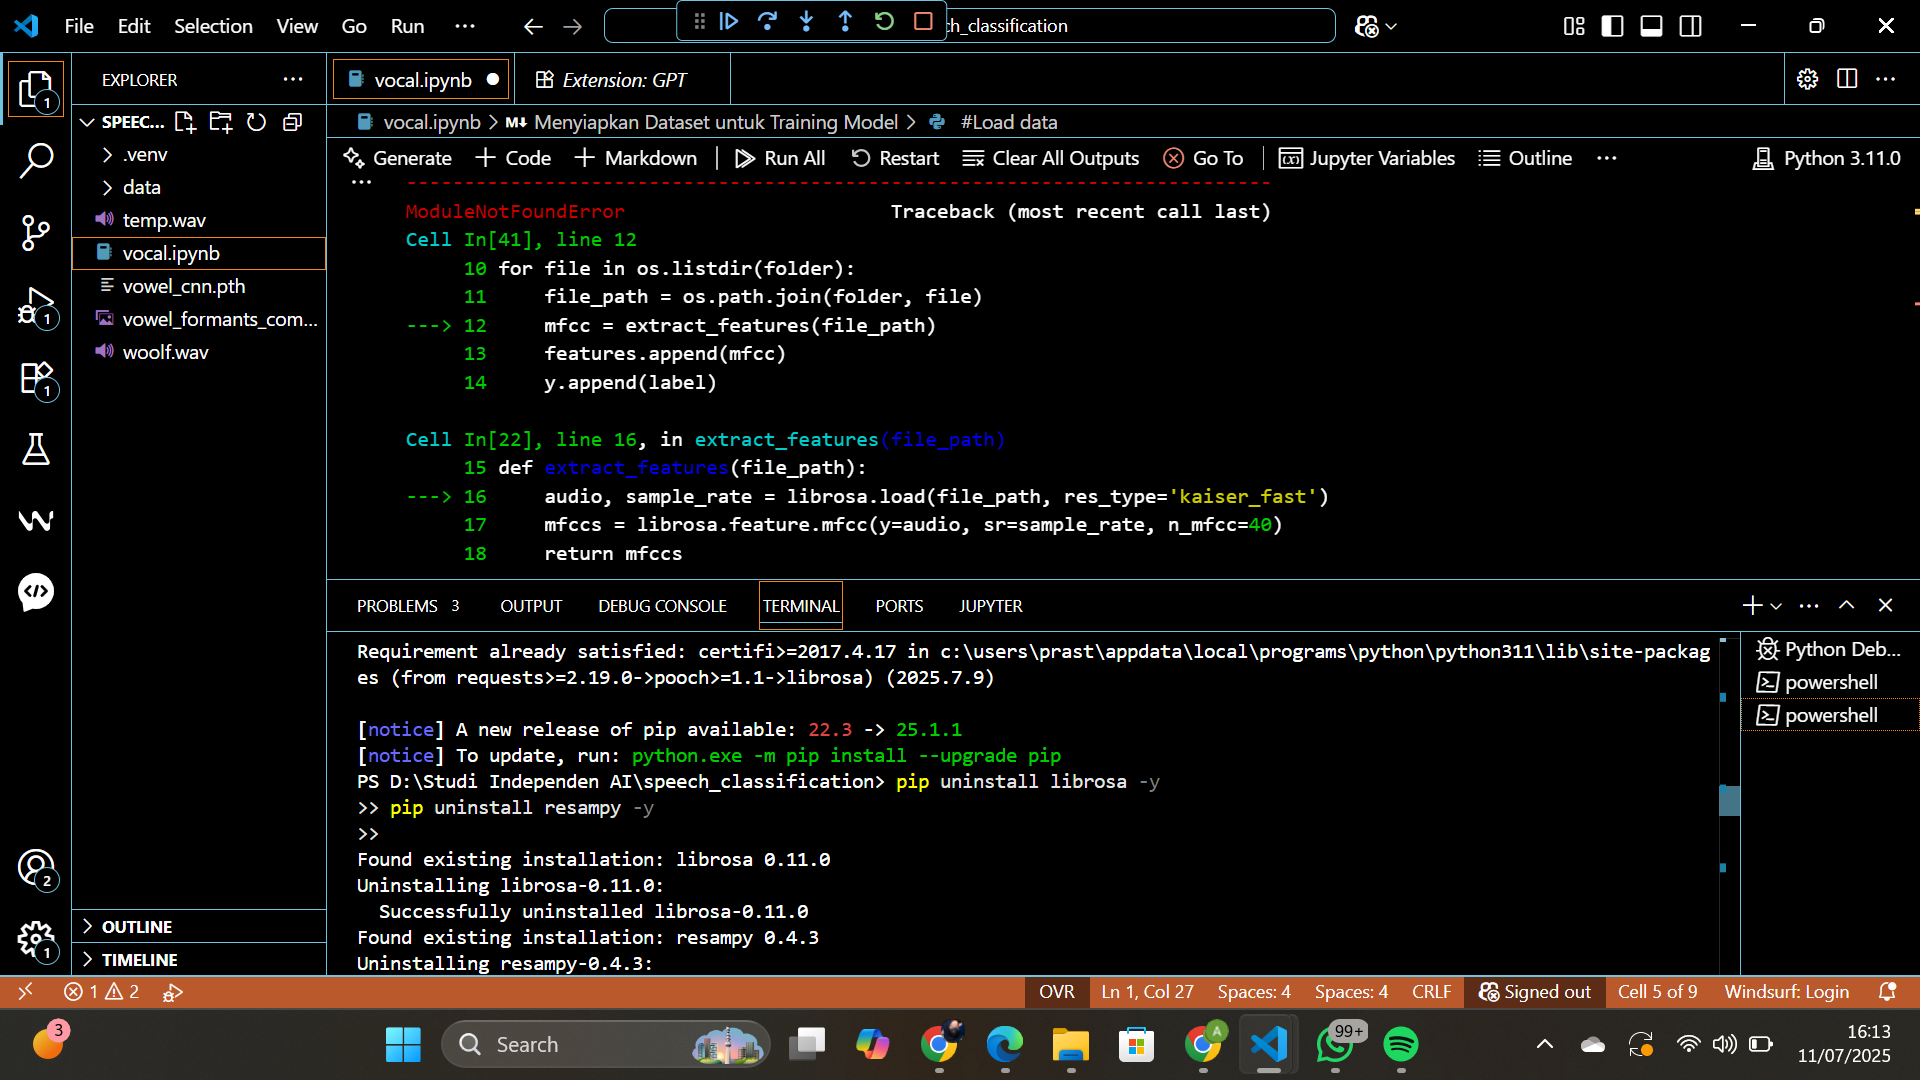 File Edit Selection View Go Run ···
ch_classification
EXPLORER
vocal.ipynb
Extension: GPT
SPEEC...
.venv
data
temp.wav
vocal.ipynb
vowel_cnn.pth
vowel_formants_com...
woolf.wav
OUTLINE
TIMELINE
vocal.ipynb > M↓ Menyiapkan Dataset untuk Training Model > #Load data
Generate + Code + Markdown | Run All Restart Clear All Outputs Go To | Jupyter Variables Outline ··· Python 3.11.0
---------------------------------------------------------------------------
ModuleNotFoundError Traceback (most recent call last)
Cell In[41], line 12
10 for file in os.listdir(folder):
11 file_path = os.path.join(folder, file)
---> 12 mfcc = extract_features(file_path)
13 features.append(mfcc)
14 y.append(label)
Cell In[22], line 16, in extract_features(file_path)
15 def extract_features(file_path):
---> 16 audio, sample_rate = librosa.load(file_path, res_type='kaiser_fast')
17 mfccs = librosa.feature.mfcc(y=audio, sr=sample_rate, n_mfcc=40)
18 return mfccs
PROBLEMS 3 OUTPUT DEBUG CONSOLE TERMINAL PORTS JUPYTER
Requirement already satisfied: certifi>=2017.4.17 in c:\users\prast\appdata\local\programs\python\python311\lib\site-packag
es (from requests>=2.19.0->pooch>=1.1->librosa) (2025.7.9)
[notice] A new release of pip available: 22.3 -> 25.1.1
[notice] To update, run: python.exe -m pip install --upgrade pip
PS D:\Studi Independen AI\speech_classification> pip uninstall librosa -y
>> pip uninstall resampy -y
>>
Found existing installation: librosa 0.11.0
Uninstalling librosa-0.11.0:
Successfully uninstalled librosa-0.11.0
Found existing installation: resampy 0.4.3
Uninstalling resampy-0.4.3:
Python Deb...
powershell
powershell
1
1
1
2
1
1 2
OVR Ln 1, Col 27 Spaces: 4 Spaces: 4 CRLF Signed out Cell 5 of 9 Windsurf: Login
3
Search
A
99+
16:13
11/07/2025